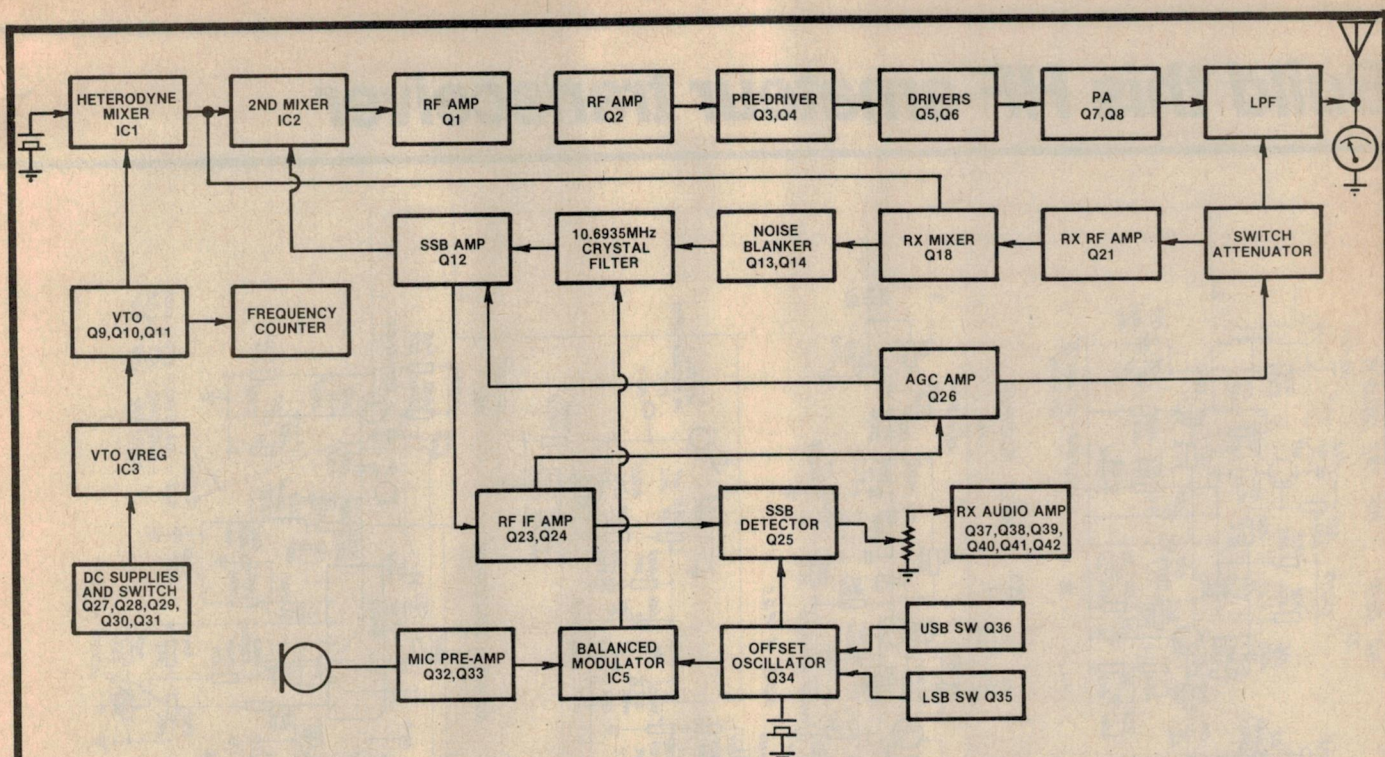 HETERODYNE
MIXER
IC1
2ND MIXER
IC2
RF AMP
Q1
RF AMP
Q2
PRE-DRIVER
Q3,Q4
DRIVERS
Q5,Q6
PA
Q7,Q8
LPF
SSB AMP
Q12
10.6935MHz
CRYSTAL
FILTER
NOISE
BLANKER
Q13,Q14
RX MIXER
Q18
RX RF AMP
Q21
SWITCH
ATTENUATOR
VTO
Q9,Q10,Q11
FREQUENCY
COUNTER
AGC AMP
Q26
VTO VREG
IC3
RF IF AMP
Q23,Q24
SSB
DETECTOR
Q25
RX AUDIO AMP
Q37,Q38,Q39,
Q40,Q41,Q42
DC SUPPLIES
AND SWITCH
Q27,Q28,Q29,
Q30,Q31
MIC PRE-AMP
Q32,Q33
BALANCED
MODULATOR
IC5
OFFSET
OSCILLATOR
Q34
USB SW Q36
LSB SW Q35